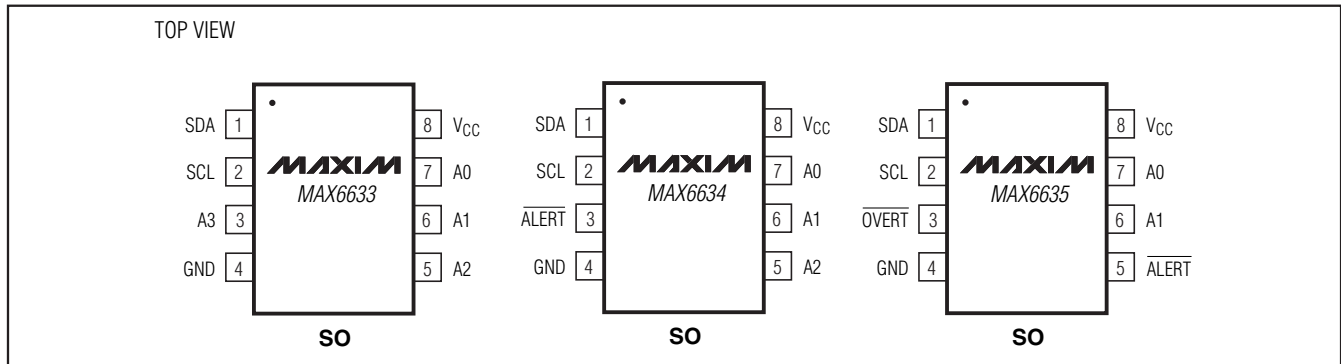 TOP VIEW
SDA 1
SCL 2
A3 3
GND 4
8 VCC
7 A0
6 A1
5 A2
MAXIM
MAX6633
SO
SDA 1
SCL 2
ALERT 3
GND 4
8 VCC
7 A0
6 A1
5 A2
MAXIM
MAX6634
SO
SDA 1
SCL 2
OVERT 3
GND 4
8 VCC
7 A0
6 A1
5 ALERT
MAXIM
MAX6635
SO